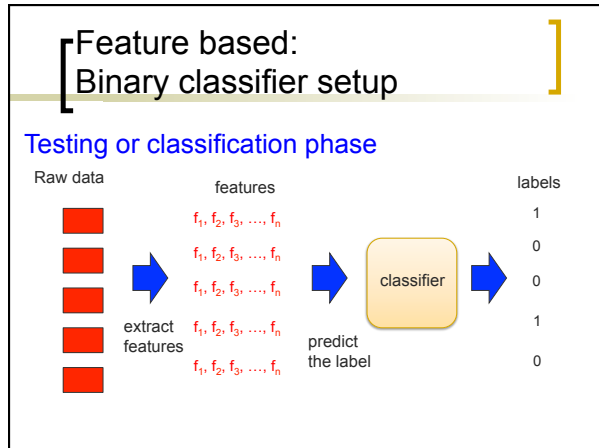 Feature based:
Binary classifier setup
Testing or classification phase
Raw data
features
labels
f1, f2, f3, …, fn
f1, f2, f3, …, fn
f1, f2, f3, …, fn
f1, f2, f3, …, fn
f1, f2, f3, …, fn
extract
features
predict
the label
classifier
1
0
0
1
0